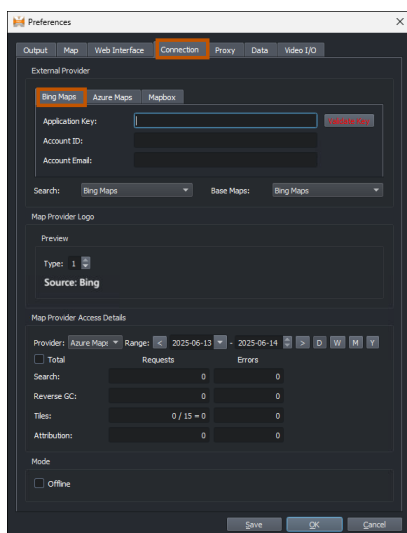 Preferences
Output Map Web Interface Connection Proxy Data Video I/O
External Provider
Bing Maps Azure Maps Mapbox
Application Key: Validate Key
Account ID:
Account Email:
Search: Bing Maps Base Maps: Bing Maps
Map Provider Logo
Preview
Type: 1
Source: Bing
Map Provider Access Details
Provider: Azure Maps Range: < 2025-06-13 - 2025-06-14 > D W M Y
Total Requests Errors
Search: 0 0
Reverse GC: 0 0
Tiles: 0 / 15 = 0 0
Attribution: 0 0
Mode
Offline
Save OK Cancel